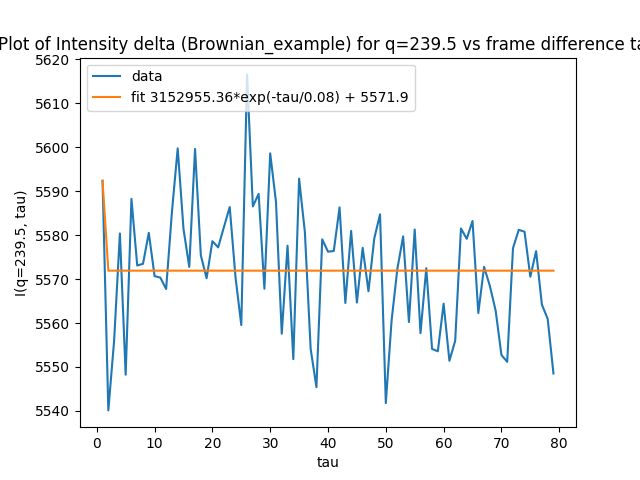 Plot of Intensity delta (Brownian_example) for q=239.5 vs frame difference ta
5620
5610
5600
5590
5580
5570
5560
5550
5540
I(q=239.5, tau)
data
fit 3152955.36*exp(-tau/0.08) + 5571.9
0 10 20 30 40 50 60 70 80
tau